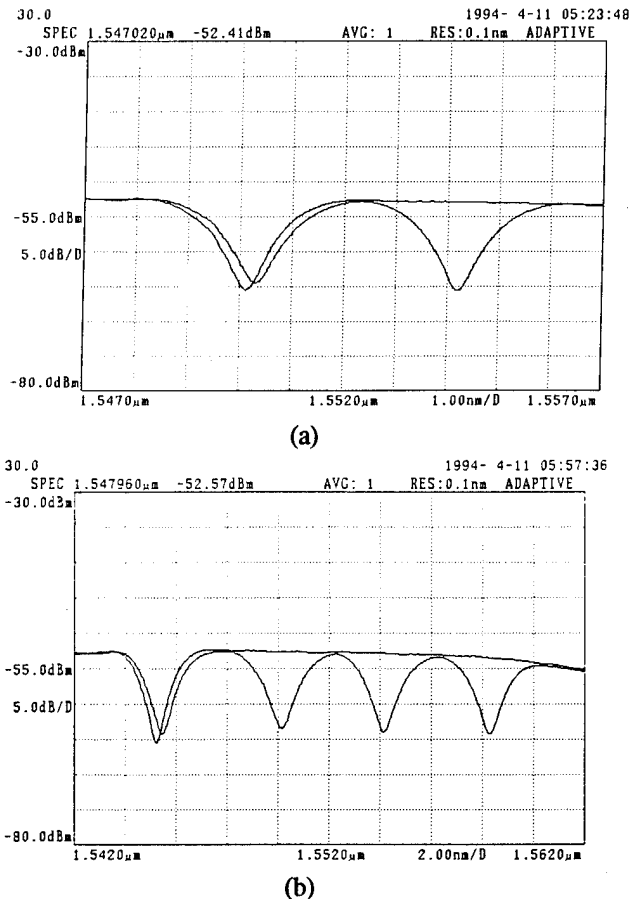 30.0 1994- 4-11 05:23:48
SPEC 1.547020μm -52.41dBm AVG: 1 RES:0.1nm ADAPTIVE
-30.0dBm
-55.0dBm
5.0dB/D
-80.0dBm
1.5470μm 1.5520μm 1.00nm/D 1.5570μm
(a)
30.0 1994- 4-11 05:57:36
SPEC 1.547960μm -52.57dBm AVG: 1 RES:0.1nm ADAPTIVE
-30.0dBm
-55.0dBm
5.0dB/D
-80.0dBm
1.5420μm 1.5520μm 2.00nm/D 1.5620μm
(b)